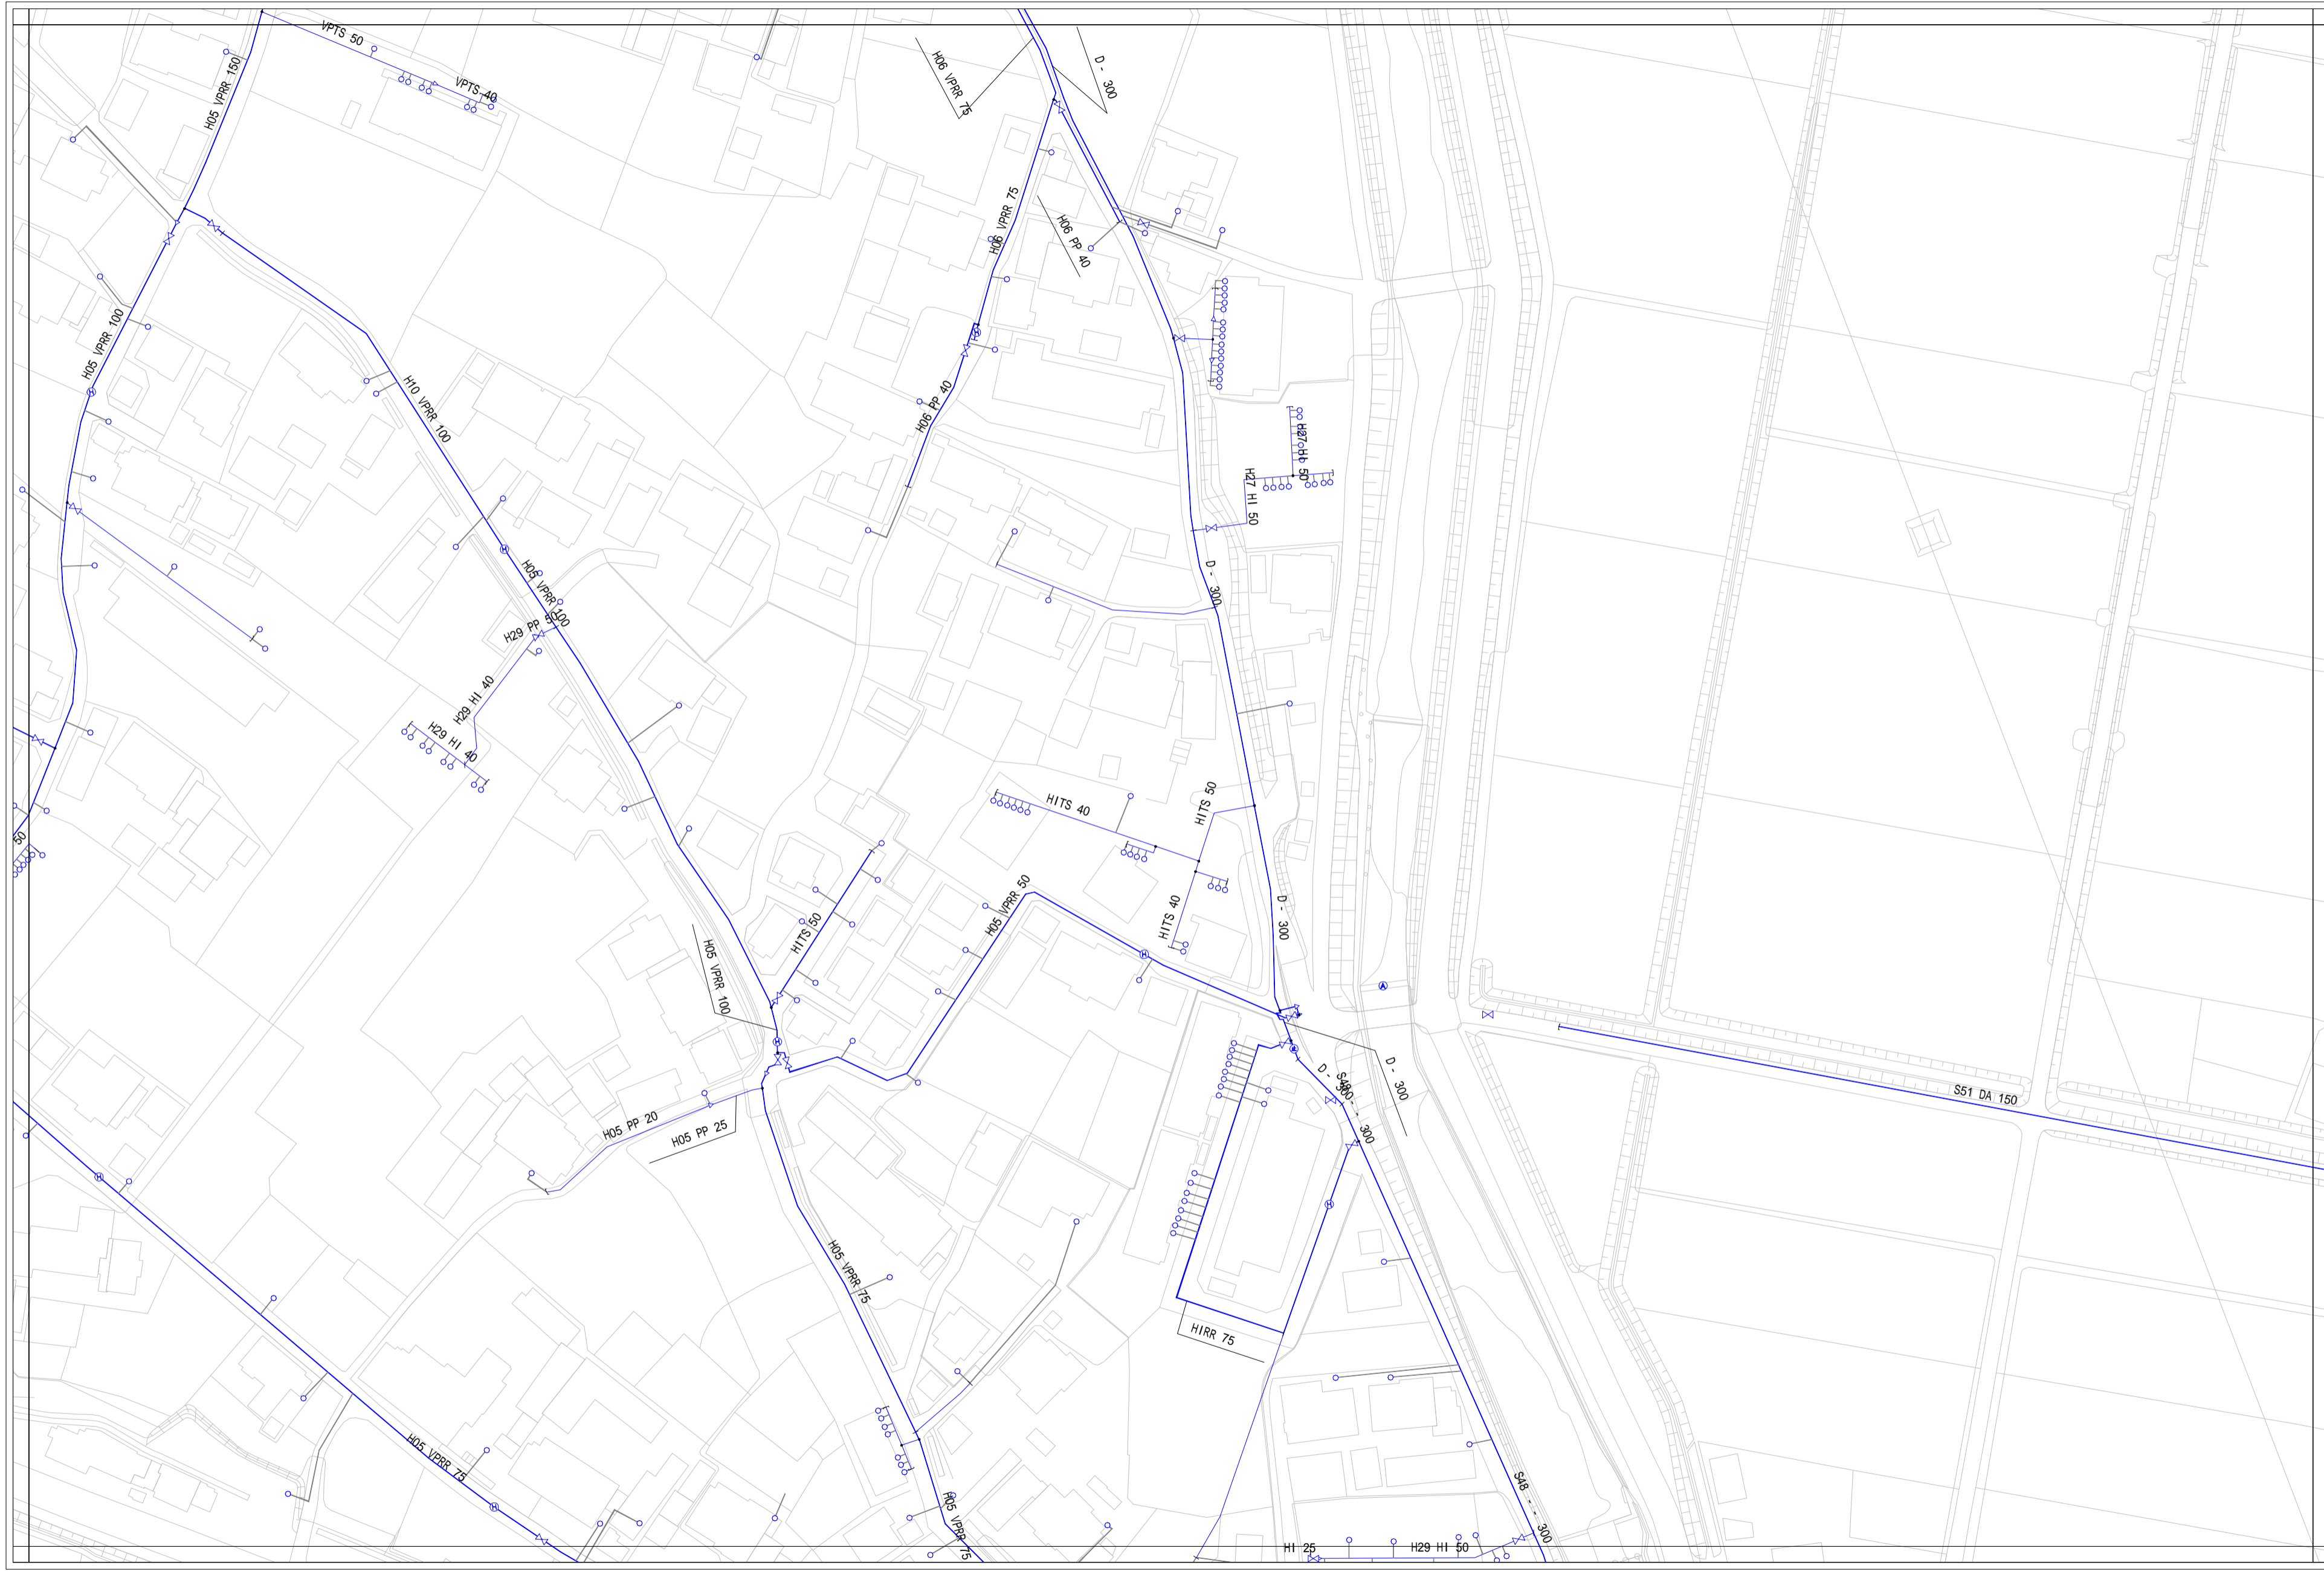 VPTS 50
H05 VPRR 150
VPTS 40
H06 VPRR 75
D - 300
H06 VPRR 75
H06 PP 40
H05 VPRR 100
H10 VPRR 100
H06 PP 40
H27 HI 50
H27 HI 50
H05 VPRR 100
D - 300
H29 PP 50
H29 HI 40
H29 HI 40
50
HITS 40
HITS 50
H05 VPRR 50
HITS 40
D - 300
HITS 50
H05 VPRR 100
D - 300
S48 - - 300
D - 300
S51 DA 150
H05 PP 20
H05 PP 25
H05 VPRR 75
HIRR 75
H05 VPRR 75
H05 VPRR 75
S48 - - 300
HI 25
H29 HI 50